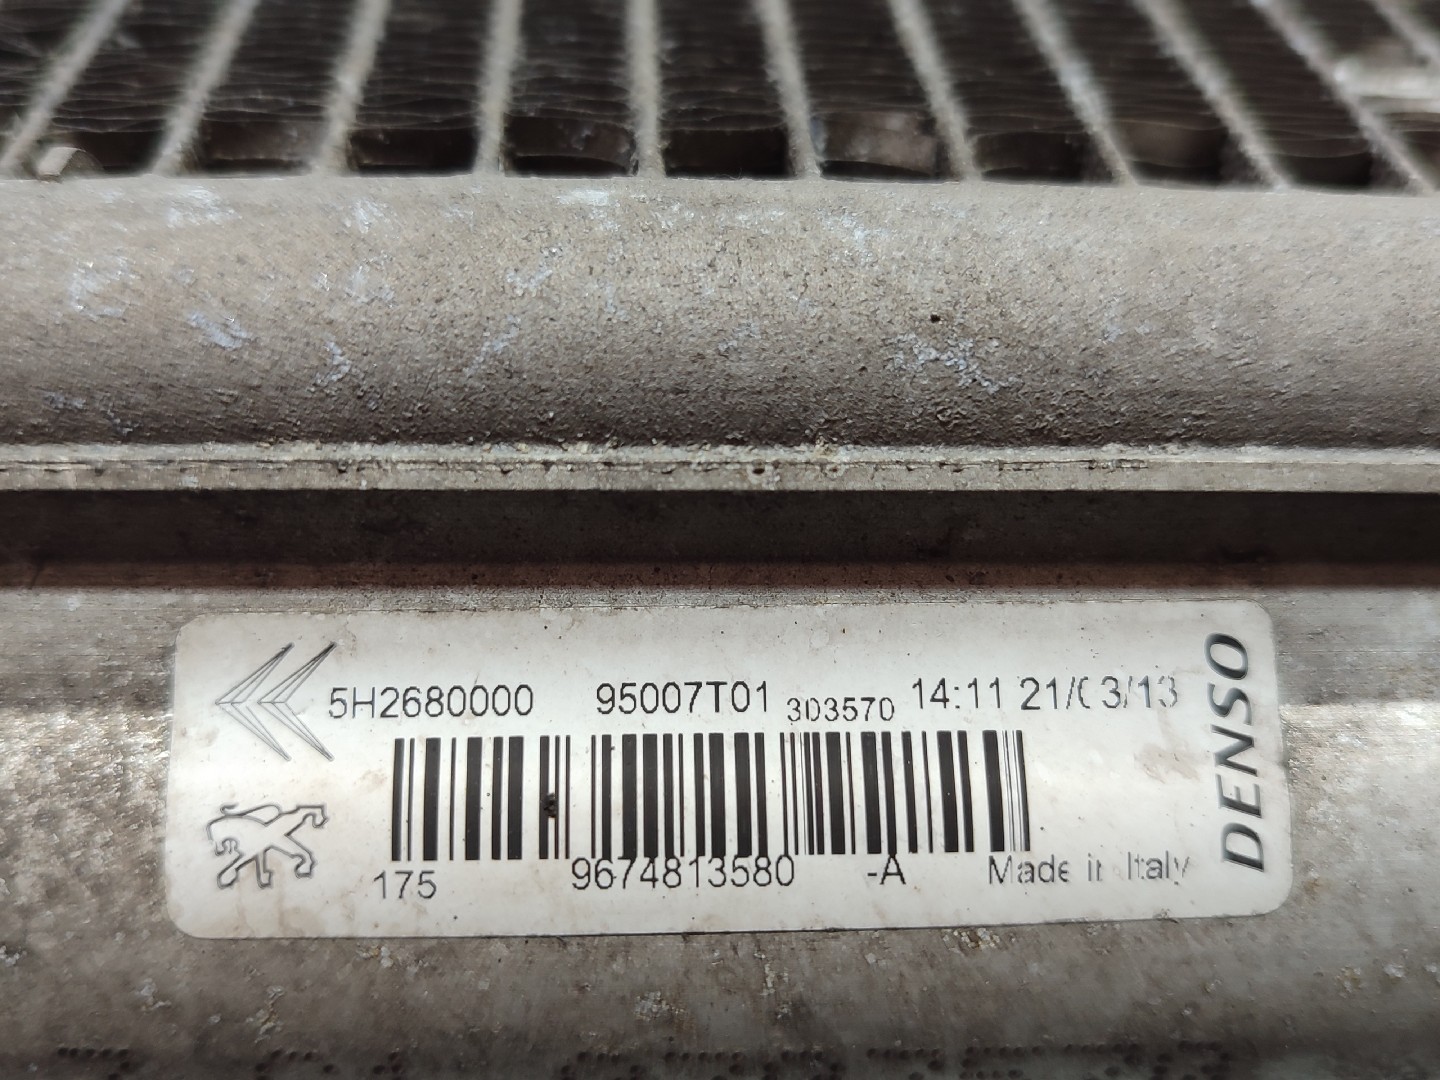 5H2680000 95007T01 303570 14:11 21/03/13
175 9674813580 -A Made in Italy
DENSO